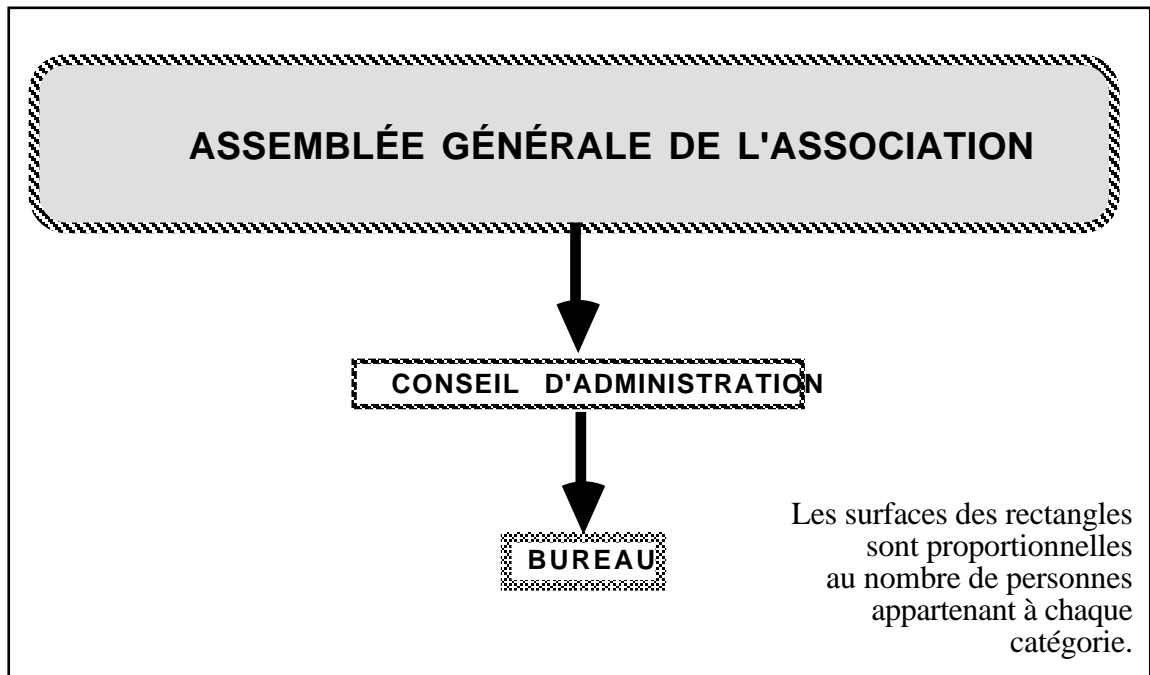 ASSEMBLÉE GÉNÉRALE DE L'ASSOCIATION
CONSEIL D'ADMINISTRATION
BUREAU
Les surfaces des rectangles
sont proportionnelles
au nombre de personnes
appartenant à chaque
catégorie.